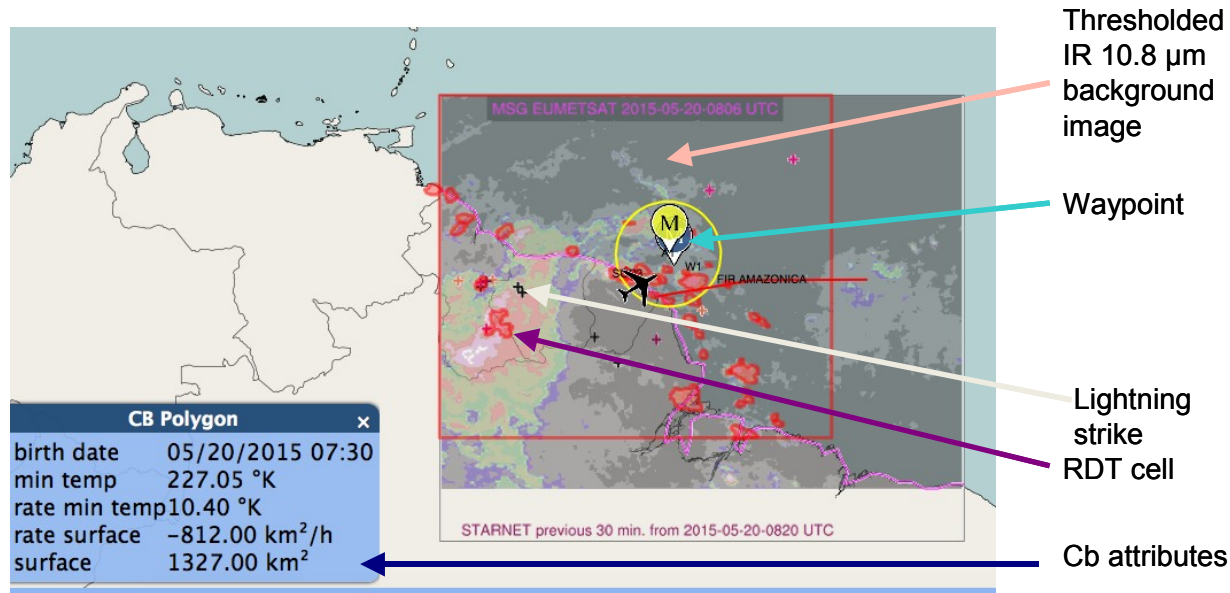 Thresholded
IR 10.8 µm
background
image
MSG EUMETSAT 2015-05-20-0806 UTC
Waypoint
M
W1
FIR AMAZONICA
Lightning
strike
RDT cell
CB Polygon ×
birth date 05/20/2015 07:30
min temp 227.05 °K
rate min temp10.40 °K
rate surface -812.00 km²/h
surface 1327.00 km²
STARNET previous 30 min. from 2015-05-20-0820 UTC
Cb attributes